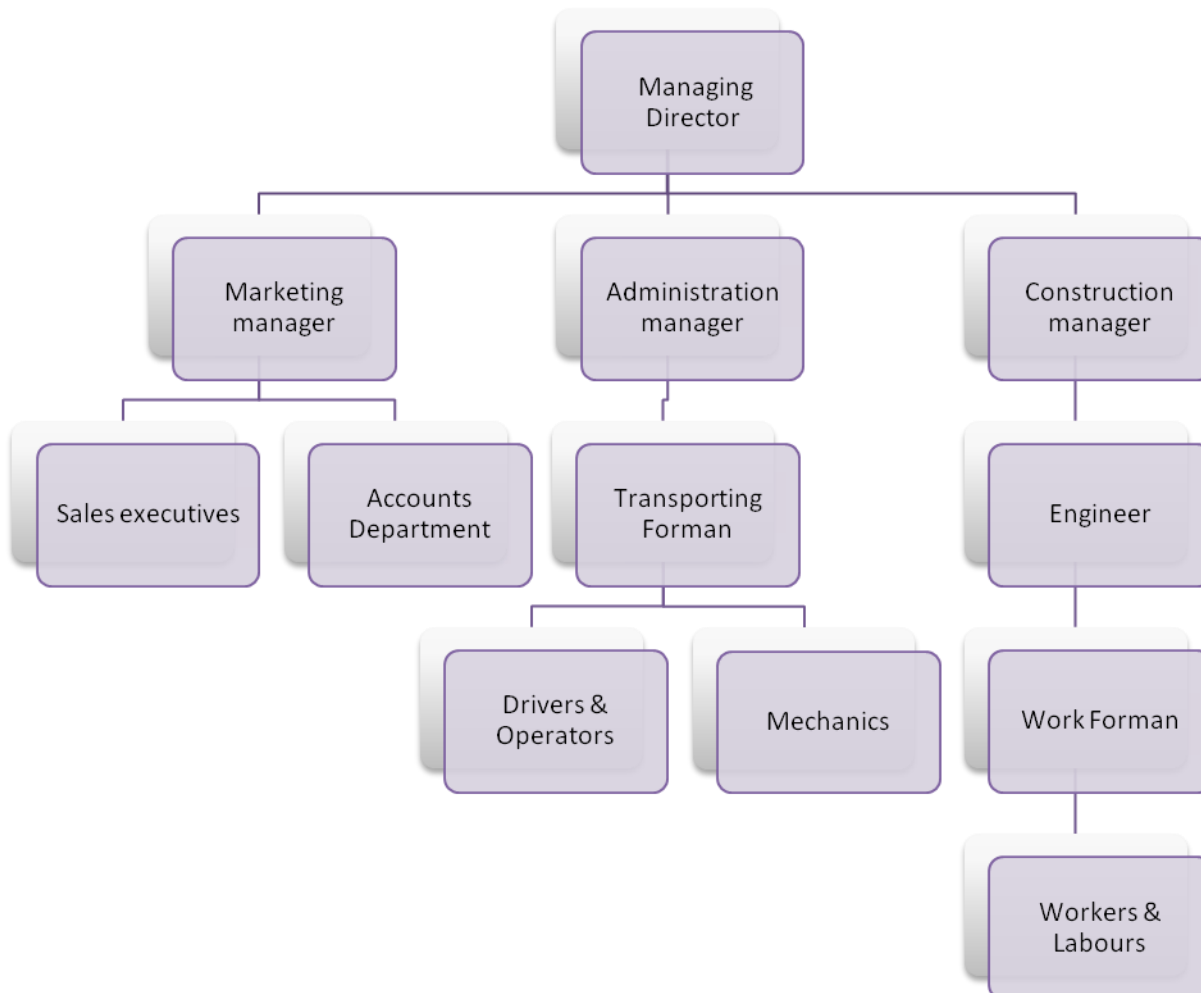 Managing
Director
Marketing
manager
Administration
manager
Construction
manager
Sales executives
Accounts
Department
Transporting
Forman
Engineer
Drivers &
Operators
Mechanics
Work Forman
Workers &
Labours